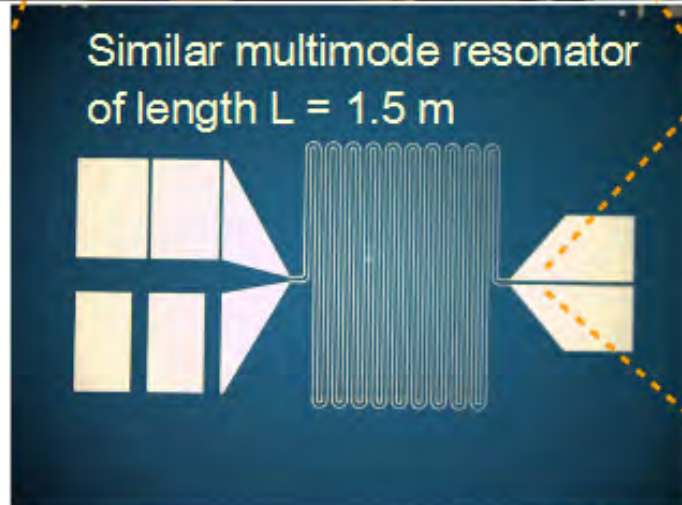 Similar multimode resonator
of length L = 1.5 m